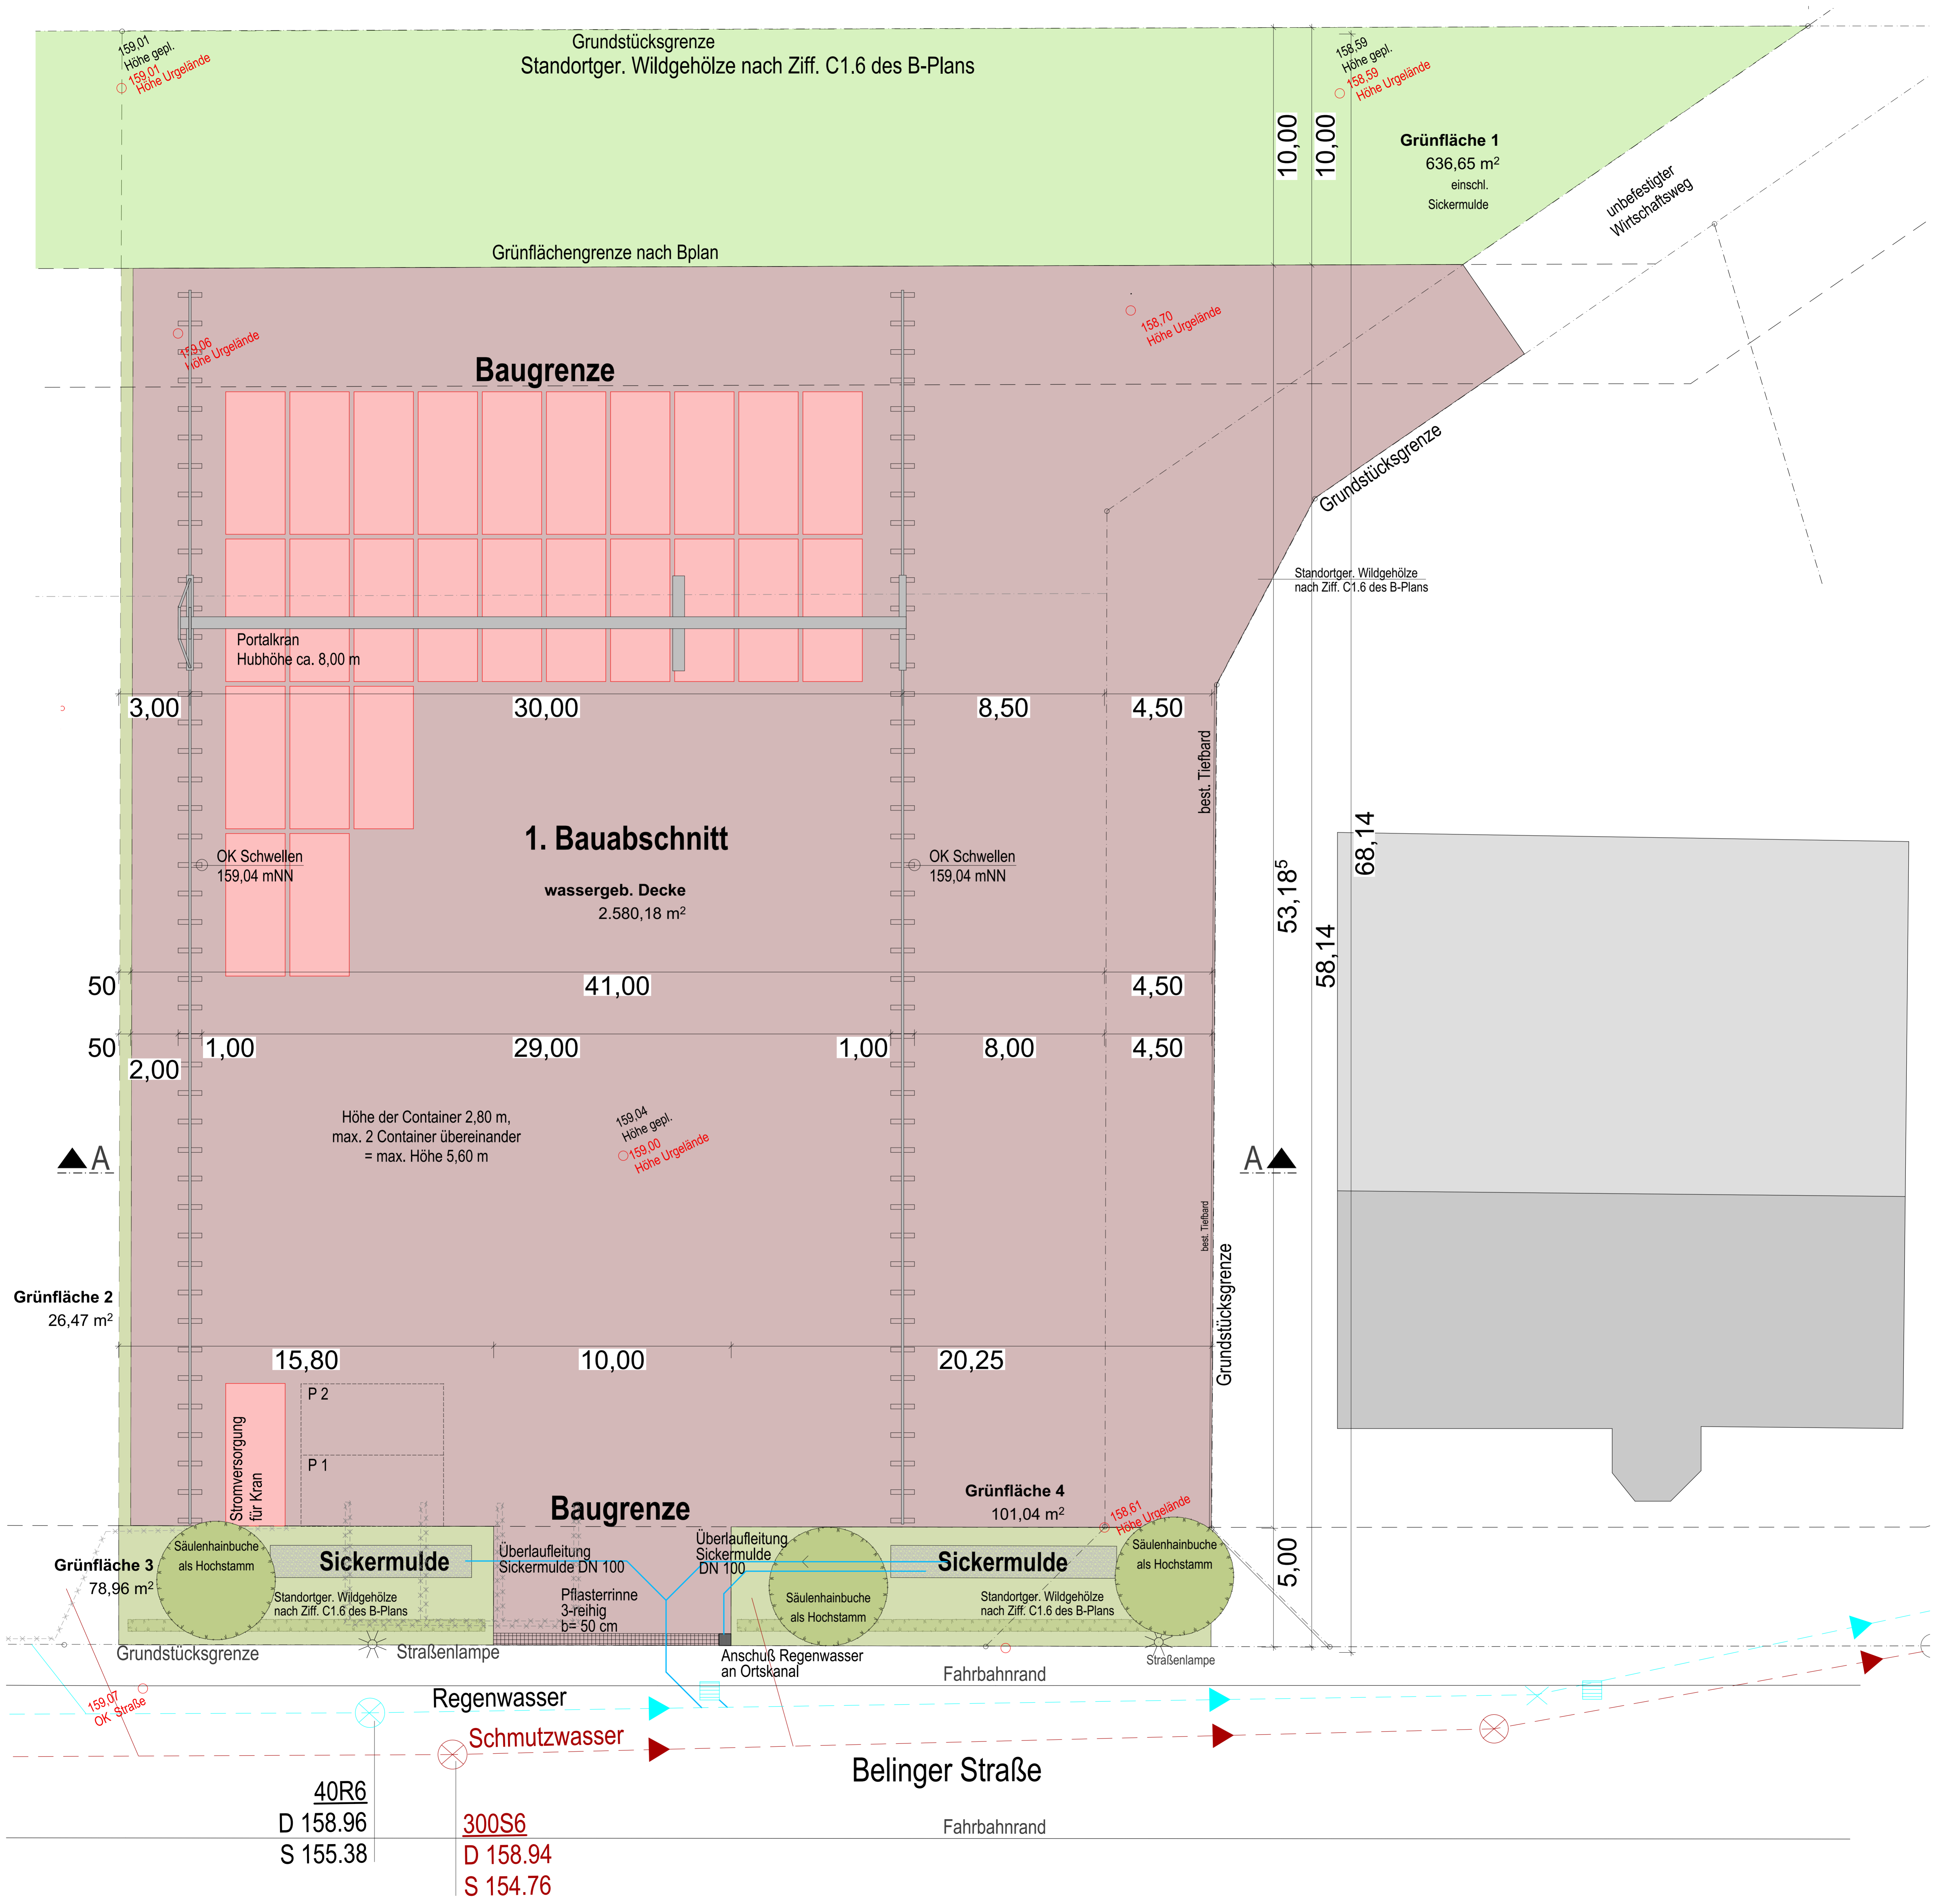 Grundstücksgrenze
Standortger. Wildgehölze nach Ziff. C1.6 des B-Plans
159,01
Höhe gepl.
159,01
Höhe Urgelände
158,59
Höhe gepl.
158,59
Höhe Urgelände
10,00
10,00
Grünfläche 1
636,65 m²
einschl.
Sickermulde
unbefestigter
Wirtschaftsweg
Grünflächengrenze nach Bplan
159,06
Höhe Urgelände
158,70
Höhe Urgelände
Baugrenze
Grundstücksgrenze
Standortger. Wildgehölze
nach Ziff. C1.6 des B-Plans
Portalkran
Hubhöhe ca. 8,00 m
3,00
30,00
8,50
4,50
best. Tiefbard
1. Bauabschnitt
wassergeb. Decke
2.580,18 m²
OK Schwellen
159,04 mNN
OK Schwellen
159,04 mNN
53,18⁵
58,14
68,14
50
41,00
4,50
50
2,00
1,00
29,00
1,00
8,00
4,50
Höhe der Container 2,80 m,
max. 2 Container übereinander
= max. Höhe 5,60 m
159,04
Höhe gepl.
159,00
Höhe Urgelände
A
A
best. Tiefbard
Grundstücksgrenze
Grünfläche 2
26,47 m²
15,80
10,00
20,25
P 2
P 1
Stromversorgung
für Kran
Baugrenze
Grünfläche 4
101,04 m²
158,61
Höhe Urgelände
Grünfläche 3
78,96 m²
Säulenhainbuche
als Hochstamm
Sickermulde
Standortger. Wildgehölze
nach Ziff. C1.6 des B-Plans
Überlaufleitung
Sickermulde DN 100
Pflasterrinne
3-reihig
b= 50 cm
Überlaufleitung
Sickermulde
DN 100
Säulenhainbuche
als Hochstamm
Sickermulde
Standortger. Wildgehölze
nach Ziff. C1.6 des B-Plans
Säulenhainbuche
als Hochstamm
5,00
Grundstücksgrenze
Straßenlampe
Anschuß Regenwasser
an Ortskanal
Straßenlampe
Fahrbahnrand
159,07
OK Straße
Regenwasser
Schmutzwasser
Belinger Straße
40R6
D 158.96
S 155.38
300S6
D 158.94
S 154.76
Fahrbahnrand